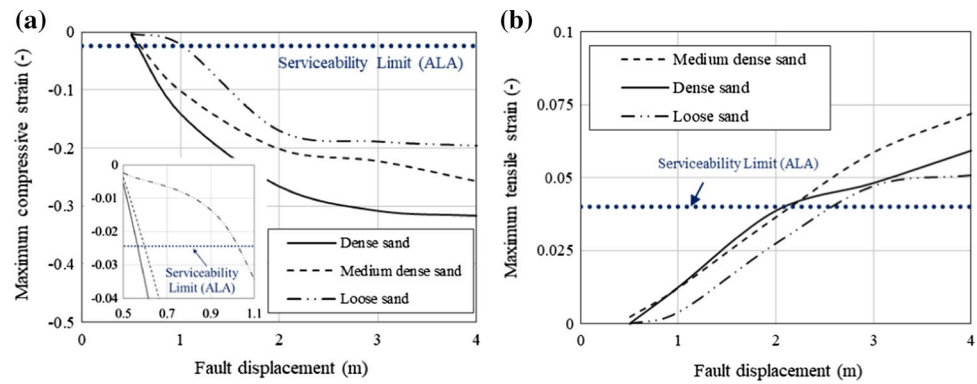 (a)
Maximum compressive strain (-)
0
-0.1
-0.2
-0.3
-0.4
-0.5
Serviceability Limit (ALA)
0
-0.01
-0.02
-0.03
-0.04
Serviceability
Limit (ALA)
0.5 0.7 0.9 1.1
Dense sand
Medium dense sand
Loose sand
0 1 2 3 4
Fault displacement (m)
(b)
Maximum tensile strain (-)
0.1
0.075
0.05
0.025
0
Medium dense sand
Dense sand
Loose sand
Serviceability Limit (ALA)
0 1 2 3 4
Fault displacement (m)